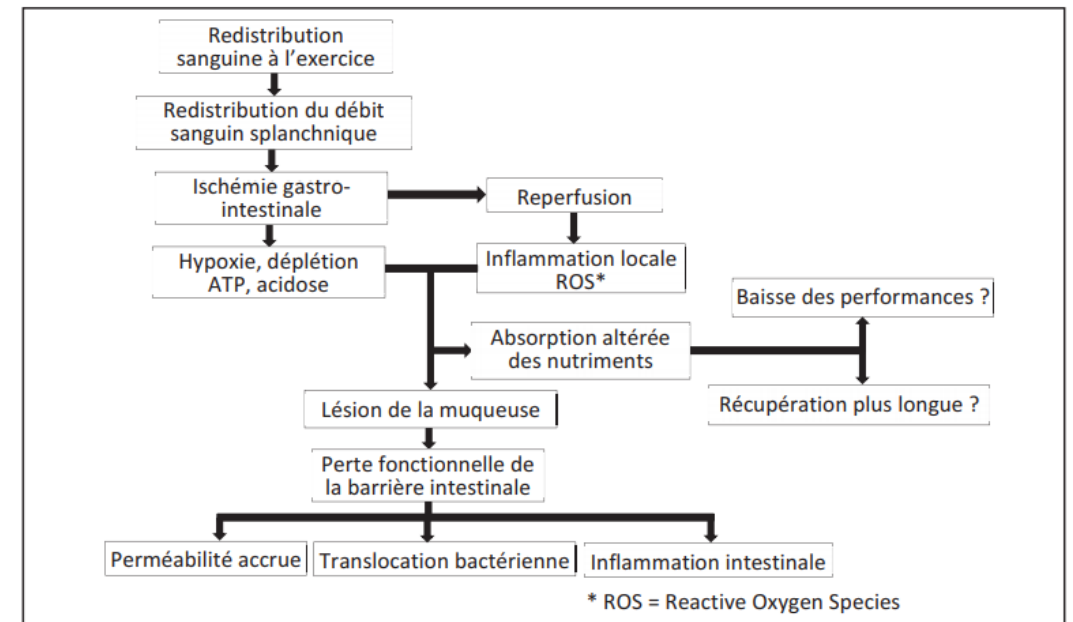 Redistribution
sanguine à l'exercice
Redistribution du débit
sanguin splanchnique
Ischémie gastro-
intestinale
Reperfusion
Hypoxie, déplétion
ATP, acidose
Inflammation locale
ROS*
Baisse des performances ?
Absorption altérée
des nutriments
Récupération plus longue ?
Lésion de la muqueuse
Perte fonctionnelle de
la barrière intestinale
Perméabilité accrue
Translocation bactérienne
Inflammation intestinale
* ROS = Reactive Oxygen Species